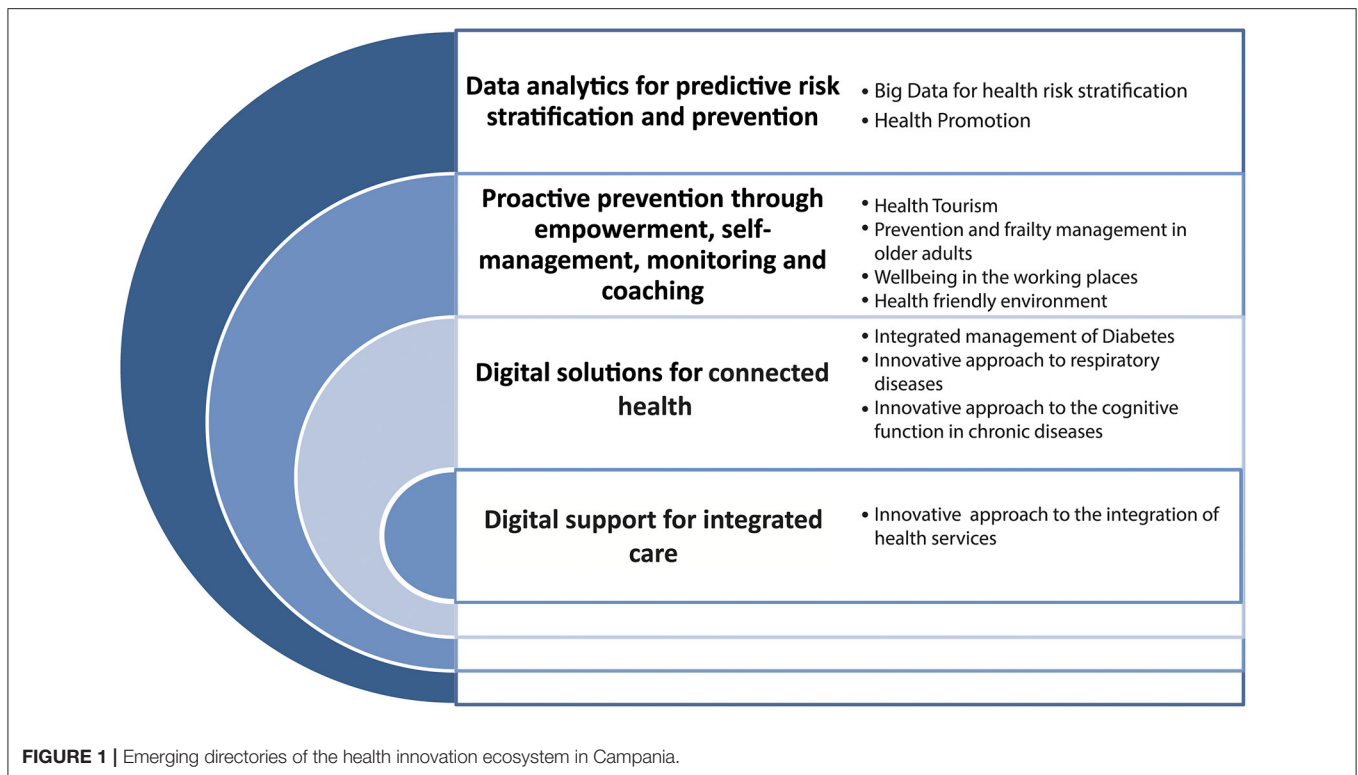 Data analytics for predictive risk
stratification and prevention
• Big Data for health risk stratification
• Health Promotion
Proactive prevention through
empowerment, self-
management, monitoring and
coaching
• Health Tourism
• Prevention and frailty management in
older adults
• Wellbeing in the working places
• Health friendly environment
Digital solutions for connected
health
• Integrated management of Diabetes
• Innovative approach to respiratory
diseases
• Innovative approach to the cognitive
function in chronic diseases
Digital support for integrated
care
• Innovative approach to the integration of
health services
FIGURE 1 | Emerging directories of the health innovation ecosystem in Campania.